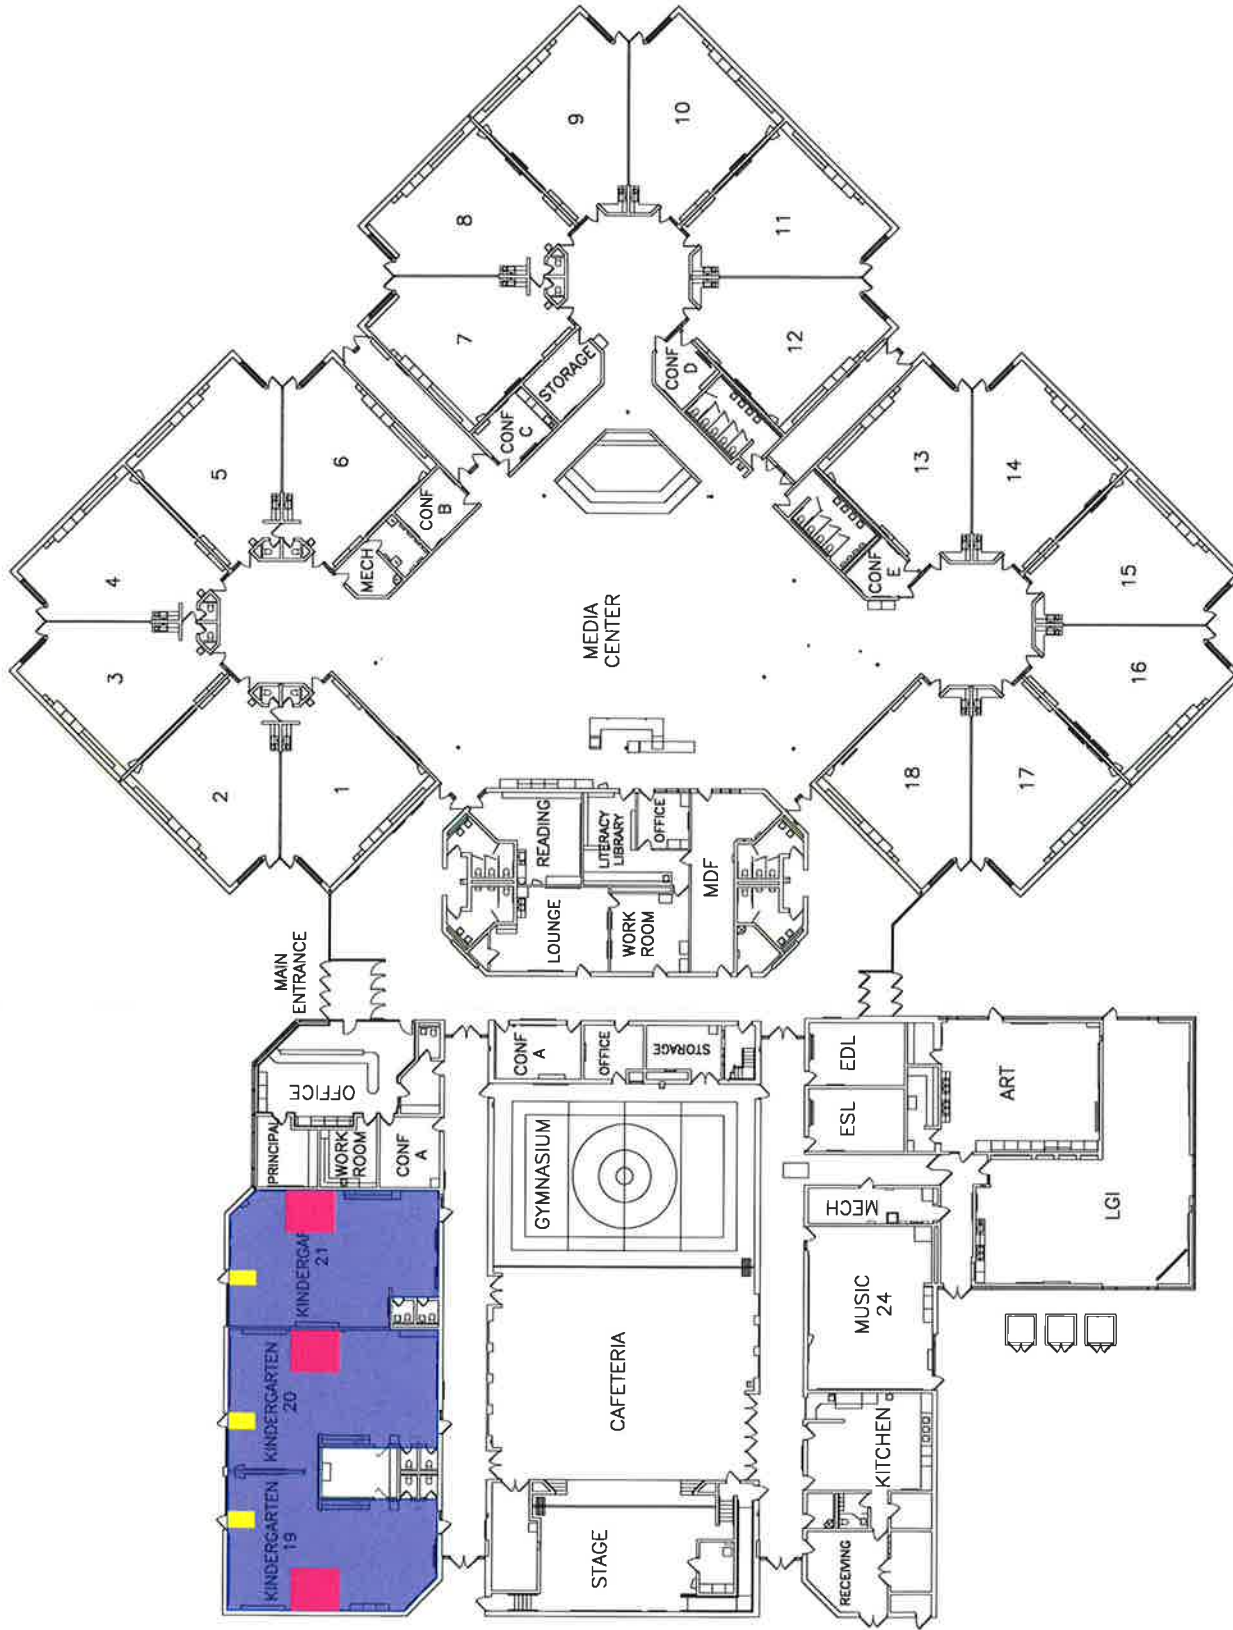 3
4
2
5
1
6
8
7
9
10
11
12
13
14
15
16
17
18
MECH
CONF
B
CONF
C
STORAGE
CONF
D
CONF
E
MEDIA
CENTER
READING
LITERACY
LIBRARY
OFFICE
LOUNGE
WORK
ROOM
MDF
MAIN
ENTRANCE
OFFICE
PRINCIPAL
WORK
ROOM
CONF
A
CONF
A
OFFICE
STORAGE
GYMNASIUM
EDL
ESL
ART
LGI
MECH
MUSIC
24
KITCHEN
RECEIVING
CAFETERIA
STAGE
KINDERGAR
21
KINDERGARTEN
20
KINDERGARTEN
19